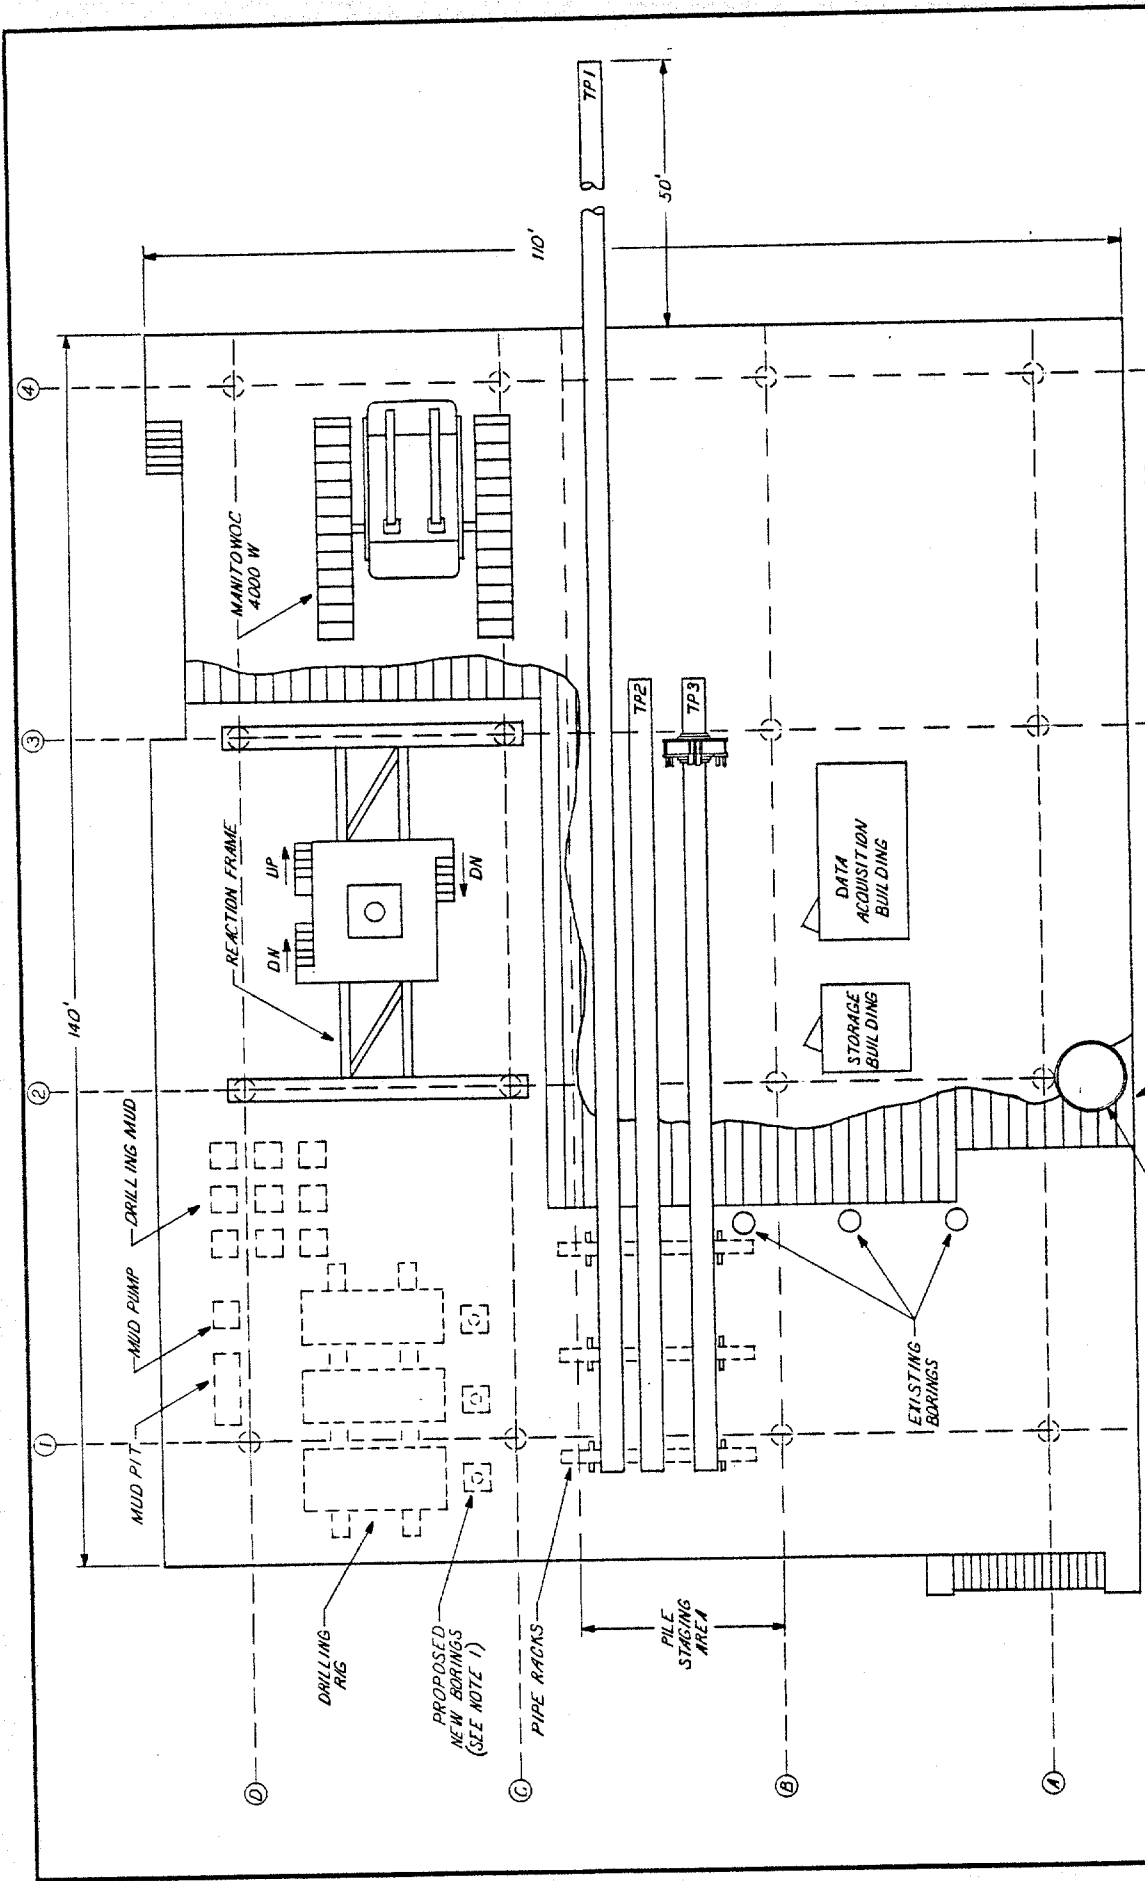 ④
③
②
①
140'
110'
50'
MANITOWOC
4000 W
REACTION FRAME
UP
DN
DN
DRILLING MUD
MUD PUMP
MUD PIT
DRILLING
RIG
PROPOSED
NEW BORINGS
(SEE NOTE 1)
PIPE RACKS
TP1
TP2
TP3
PILE
STAGING
AREA
DATA
ACQUISITION
BUILDING
STORAGE
BUILDING
EXISTING
BORINGS
Ⓓ
Ⓒ
Ⓑ
Ⓐ